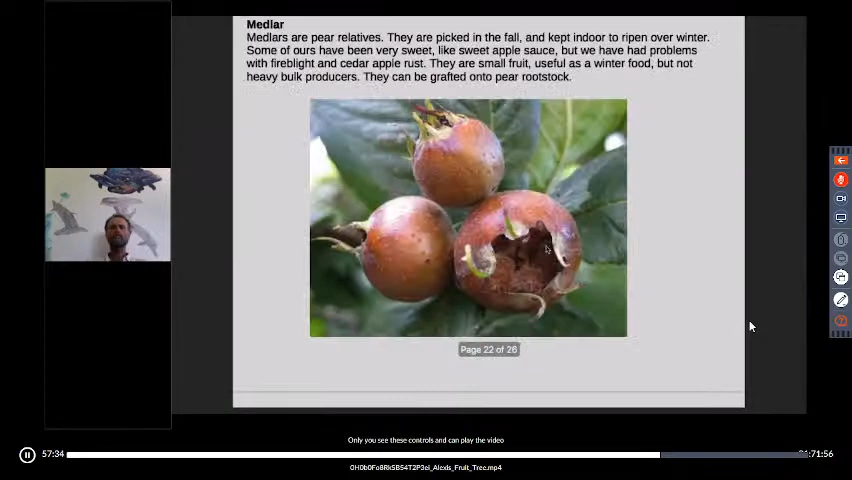 Medlar
Medlars are pear relatives. They are picked in the fall, and kept indoor to ripen over winter.
Some of ours have been very sweet, like sweet apple sauce, but we have had problems
with fireblight and cedar apple rust. They are small fruit, useful as a winter food, but not
heavy bulk producers. They can be grafted onto pear rootstock.
Page 22 of 26
Only you see these controls and can play the video
57:34
71:56
0H0b0Fo8RkSB54T2P3ei_Alexis_Fruit_Tree.mp4